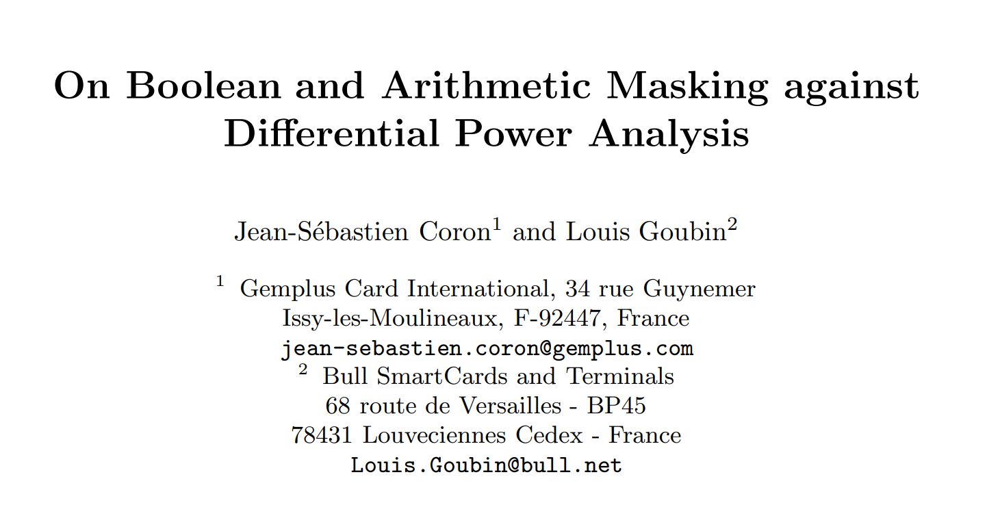 On Boolean and Arithmetic Masking against
Differential Power Analysis
Jean-Sébastien Coron¹ and Louis Goubin²
¹ Gemplus Card International, 34 rue Guynemer
Issy-les-Moulineaux, F-92447, France
jean-sebastien.coron@gemplus.com
² Bull SmartCards and Terminals
68 route de Versailles - BP45
78431 Louveciennes Cedex - France
Louis.Goubin@bull.net